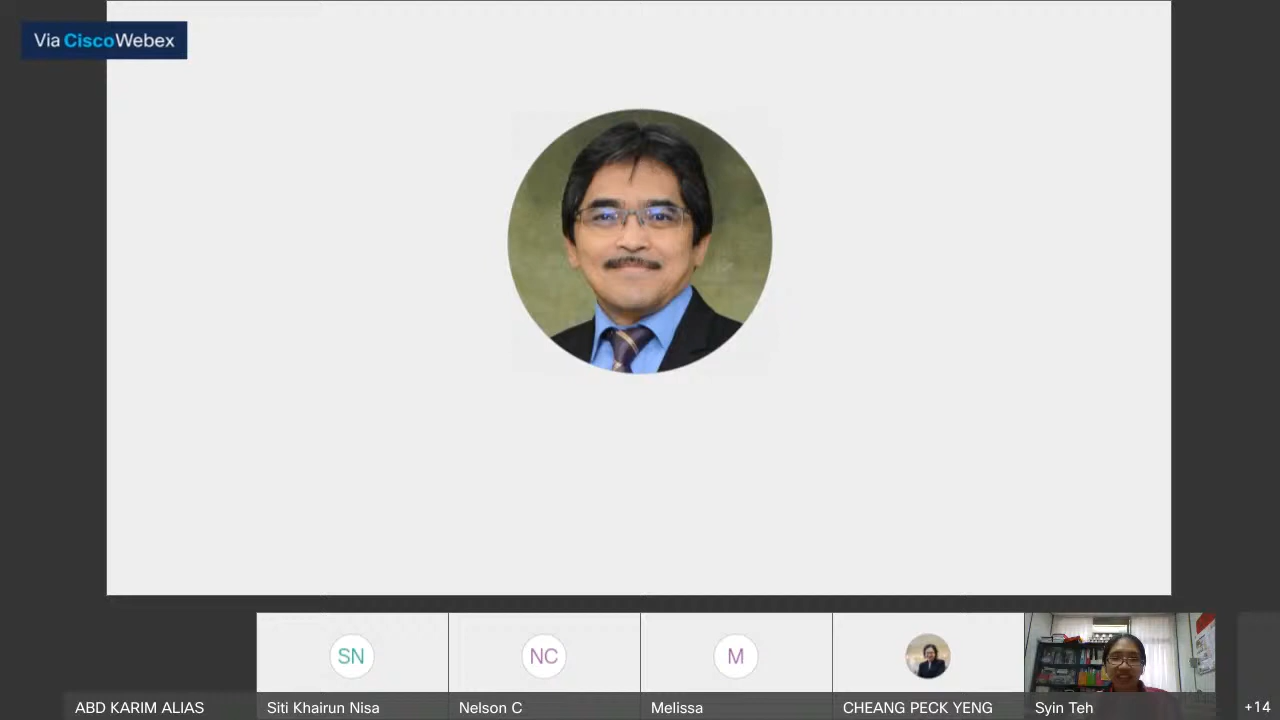 Via CiscoWebex
SN
NC
M
ABD KARIM ALIAS
Siti Khairun Nisa
Nelson C
Melissa
CHEANG PECK YENG
Syin Teh
+14